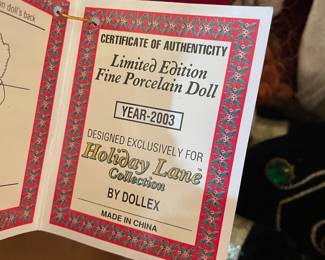 on doll's back
CERTIFICATE OF AUTHENTICITY
Limited Edition
Fine Porcelain Doll
YEAR-2003
DESIGNED EXCLUSIVELY FOR
Holiday Lane
Collection
BY DOLLEX
MADE IN CHINA